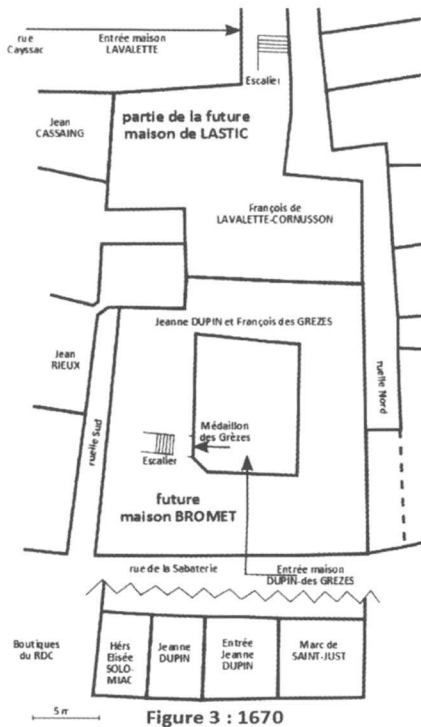 rue
Cayssac
Entrée maison
LAVALETTE
Escalier
Jean
CASSAING
partie de la future
maison de LASTIC
François de
LAVALETTE-CORNUSSON
Jeanne DUPIN et François des GREZES
Jean
RIEUX
ruelle Sud
ruelle Nord
Médaillon
des Grèzes
Escalier
future
maison BROMET
rue de la Sabaterie
Entrée maison
DUPIN-des GREZES
Boutiques
du RDC
Hérs
Elisée
SOLO-
MIAC
Jeanne
DUPIN
Entrée
Jeanne
DUPIN
Marc de
SAINT-JUST
5 m
Figure 3 : 1670